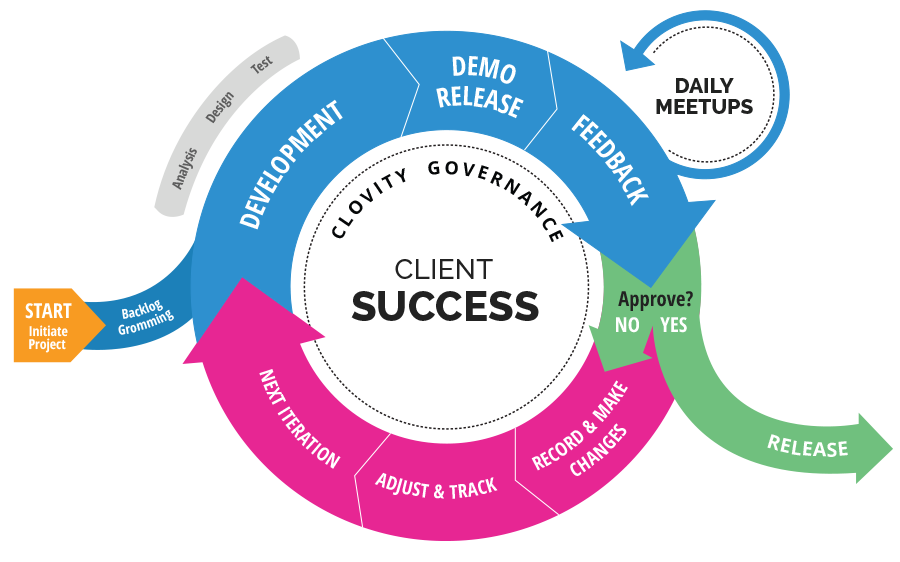 START
Initiate
Project
Backlog
Gromming
Analysis
Design
Test
DEVELOPMENT
DEMO
RELEASE
FEEDBACK
DAILY
MEETUPS
CLOVITY GOVERNANCE
CLIENT
SUCCESS
Approve?
NO YES
RELEASE
RECORD & MAKE
CHANGES
ADJUST & TRACK
NEXT ITERATION